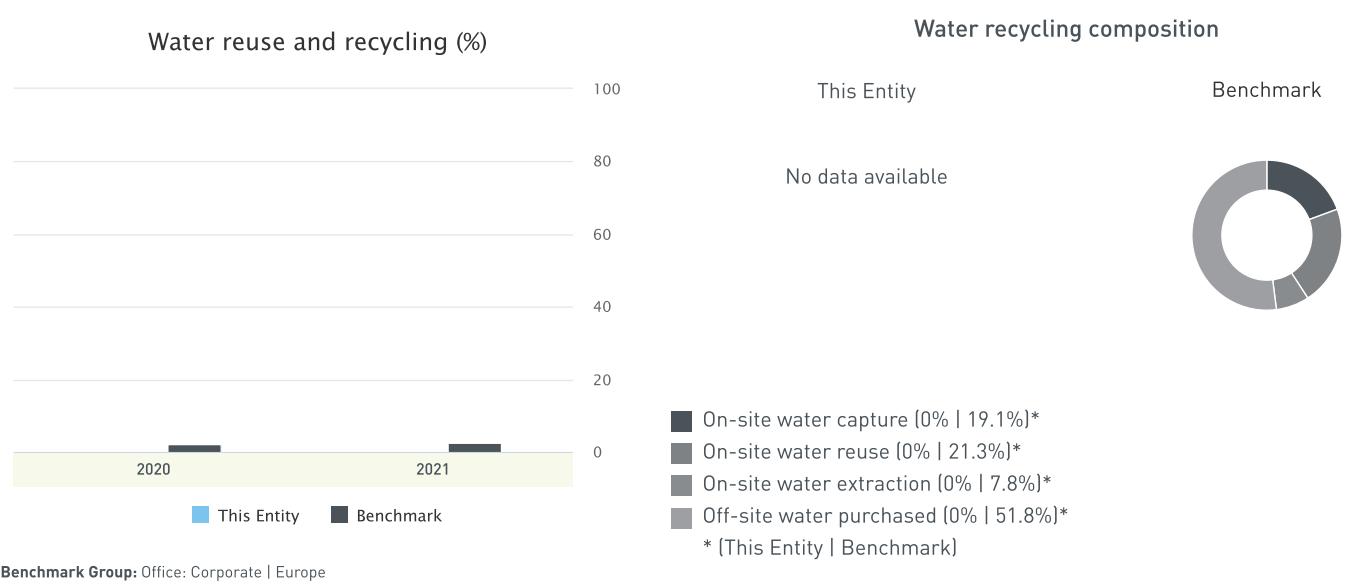 Water reuse and recycling (%)
100
80
60
40
20
0
2020 2021
This Entity Benchmark
Benchmark Group: Office: Corporate | Europe
Water recycling composition
This Entity Benchmark
No data available
On-site water capture (0% | 19.1%)*
On-site water reuse (0% | 21.3%)*
On-site water extraction (0% | 7.8%)*
Off-site water purchased (0% | 51.8%)*
* (This Entity | Benchmark)